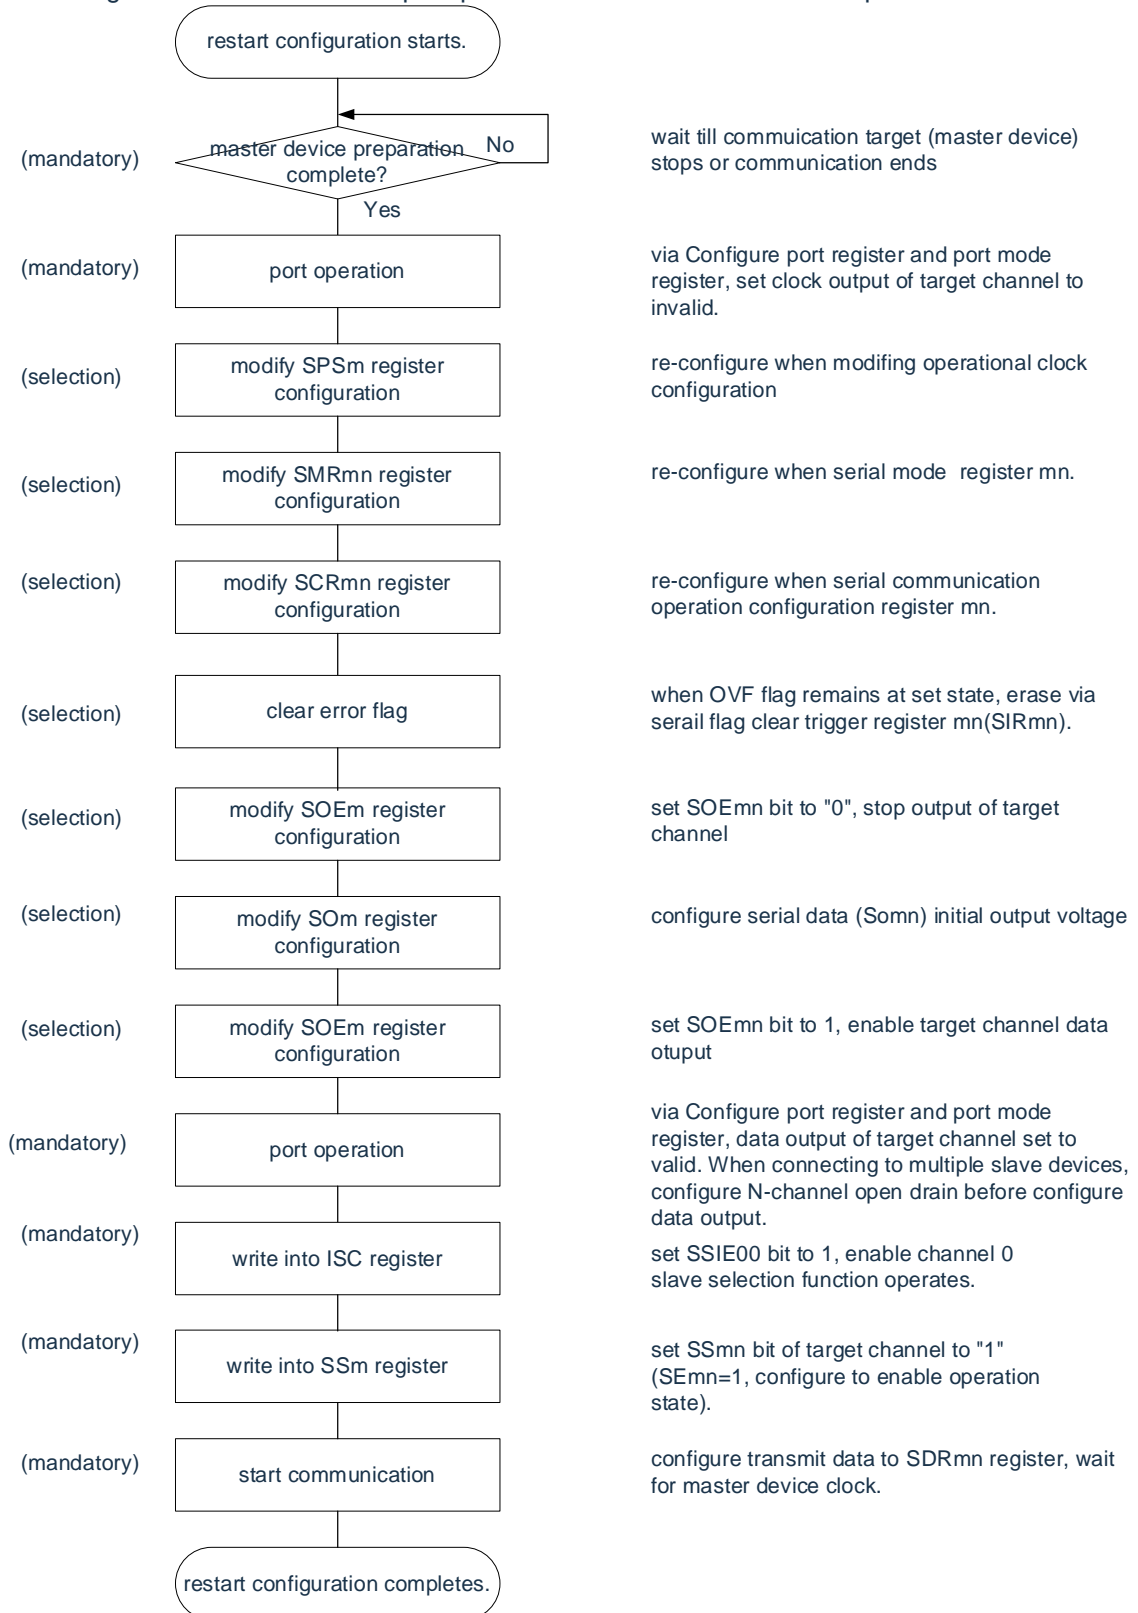 restart configuration starts.
(mandatory)
master device preparation
complete?
No
Yes
wait till commuication target (master device)
stops or communication ends
(mandatory)
port operation
via Configure port register and port mode
register, set clock output of target channel to
invalid.
(selection)
modify SPSm register
configuration
re-configure when modifing operational clock
configuration
(selection)
modify SMRmn register
configuration
re-configure when serial mode  register mn.
(selection)
modify SCRmn register
configuration
re-configure when serial communication
operation configuration register mn.
(selection)
clear error flag
when OVF flag remains at set state, erase via
serail flag clear trigger register mn(SIRmn).
(selection)
modify SOEm register
configuration
set SOEmn bit to "0", stop output of target
channel
(selection)
modify SOm register
configuration
configure serial data (Somn) initial output voltage
(selection)
modify SOEm register
configuration
set SOEmn bit to 1, enable target channel data
otuput
(mandatory)
port operation
via Configure port register and port mode
register, data output of target channel set to
valid. When connecting to multiple slave devices,
configure N-channel open drain before configure
data output.
(mandatory)
write into ISC register
set SSIE00 bit to 1, enable channel 0
slave selection function operates.
(mandatory)
write into SSm register
set SSmn bit of target channel to "1"
(SEmn=1, configure to enable operation
state).
(mandatory)
start communication
configure transmit data to SDRmn register, wait
for master device clock.
restart configuration completes.